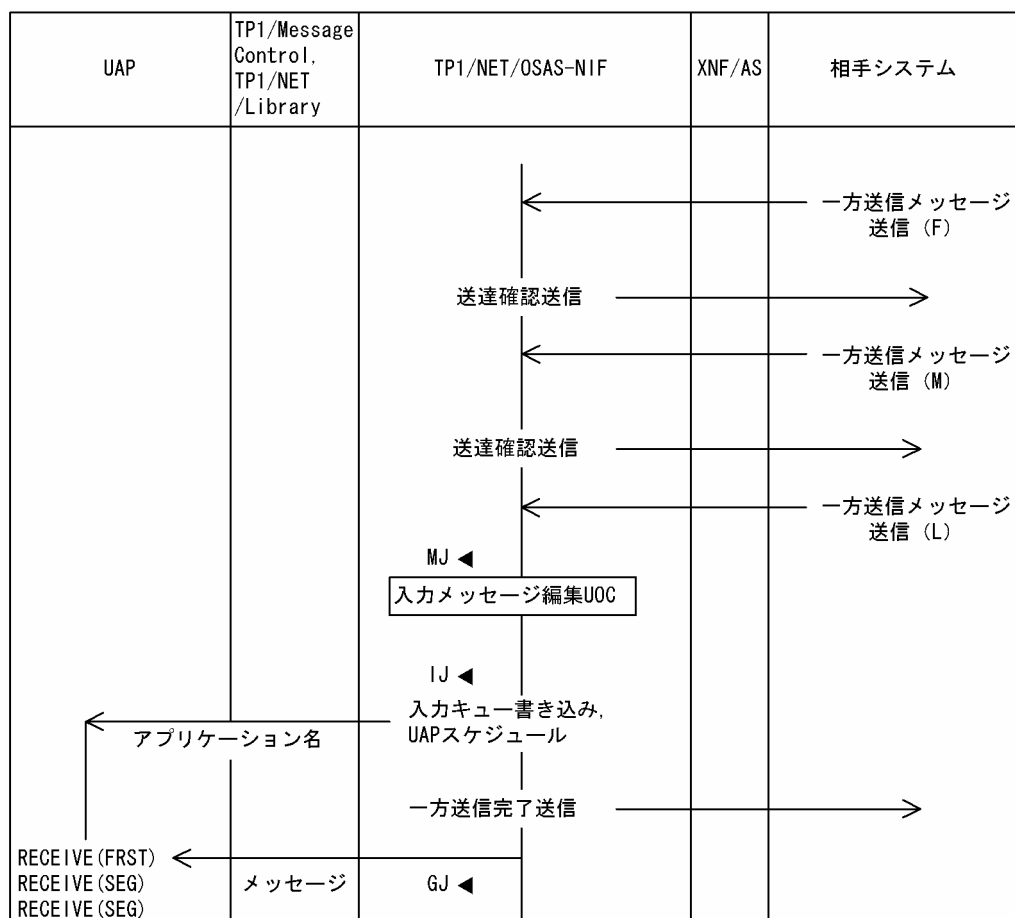 UAP
TP1/Message
Control,
TP1/NET
/Library
TP1/NET/OSAS-NIF
XNF/AS
相手システム
一方送信メッセージ
送信 (F)
送達確認送信
一方送信メッセージ
送信 (M)
送達確認送信
一方送信メッセージ
送信 (L)
MJ
入力メッセージ編集UOC
IJ
入力キュー書き込み,
UAPスケジュール
アプリケーション名
一方送信完了送信
RECEIVE(FRST)
RECEIVE(SEG)
メッセージ
GJ
RECEIVE(SEG)